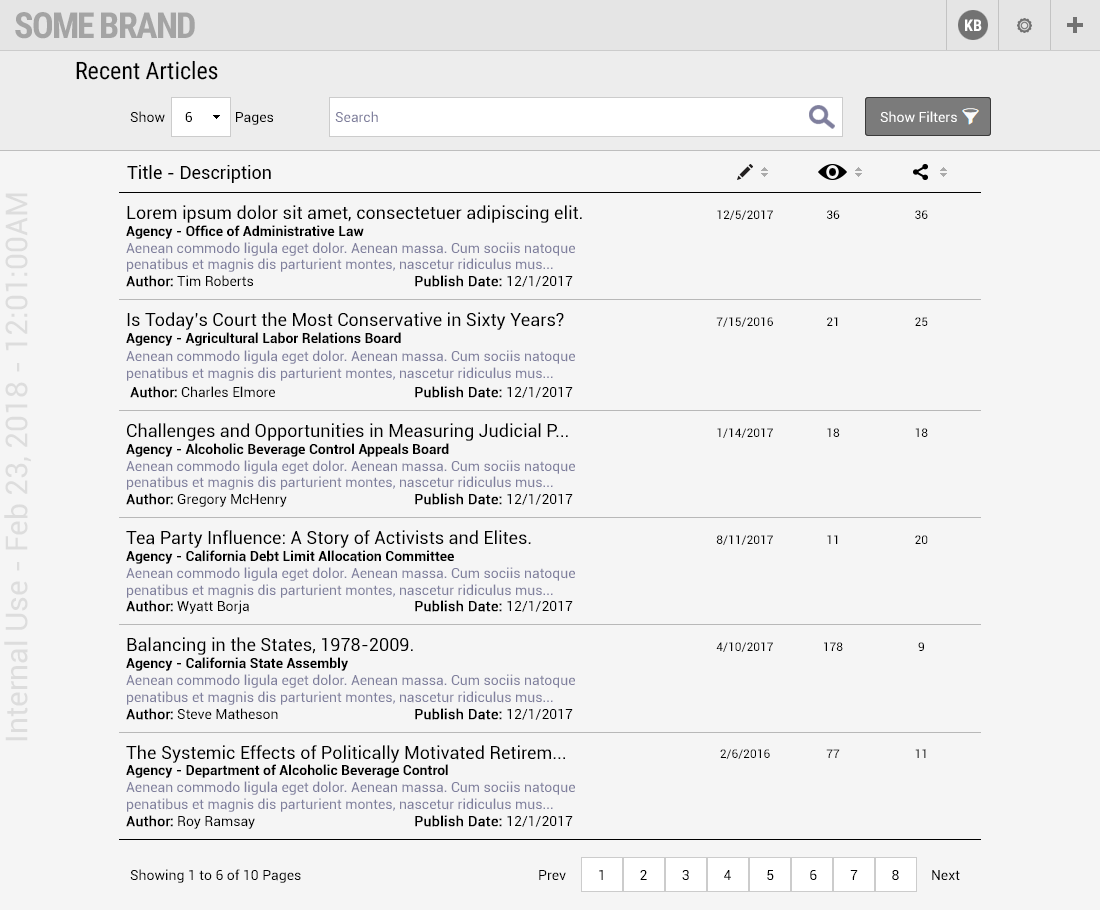 SOME BRAND
KB
Recent Articles
Show 6 Pages
Search
Show Filters
Title - Description
Lorem ipsum dolor sit amet, consectetuer adipiscing elit.
12/5/2017 36 36
Agency - Office of Administrative Law
Aenean commodo ligula eget dolor. Aenean massa. Cum sociis natoque
penatibus et magnis dis parturient montes, nascetur ridiculus mus...
Author: Tim Roberts Publish Date: 12/1/2017
Is Today's Court the Most Conservative in Sixty Years?
7/15/2016 21 25
Agency - Agricultural Labor Relations Board
Aenean commodo ligula eget dolor. Aenean massa. Cum sociis natoque
penatibus et magnis dis parturient montes, nascetur ridiculus mus...
Author: Charles Elmore Publish Date: 12/1/2017
Challenges and Opportunities in Measuring Judicial P...
1/14/2017 18 18
Agency - Alcoholic Beverage Control Appeals Board
Aenean commodo ligula eget dolor. Aenean massa. Cum sociis natoque
penatibus et magnis dis parturient montes, nascetur ridiculus mus...
Author: Gregory McHenry Publish Date: 12/1/2017
Tea Party Influence: A Story of Activists and Elites.
8/11/2017 11 20
Agency - California Debt Limit Allocation Committee
Aenean commodo ligula eget dolor. Aenean massa. Cum sociis natoque
penatibus et magnis dis parturient montes, nascetur ridiculus mus...
Author: Wyatt Borja Publish Date: 12/1/2017
Balancing in the States, 1978-2009.
4/10/2017 178 9
Agency - California State Assembly
Aenean commodo ligula eget dolor. Aenean massa. Cum sociis natoque
penatibus et magnis dis parturient montes, nascetur ridiculus mus...
Author: Steve Matheson Publish Date: 12/1/2017
The Systemic Effects of Politically Motivated Retirem...
2/6/2016 77 11
Agency - Department of Alcoholic Beverage Control
Aenean commodo ligula eget dolor. Aenean massa. Cum sociis natoque
penatibus et magnis dis parturient montes, nascetur ridiculus mus...
Author: Roy Ramsay Publish Date: 12/1/2017
Showing 1 to 6 of 10 Pages
Prev 1 2 3 4 5 6 7 8 Next
Internal Use - Feb 23, 2018 - 12:01:00AM